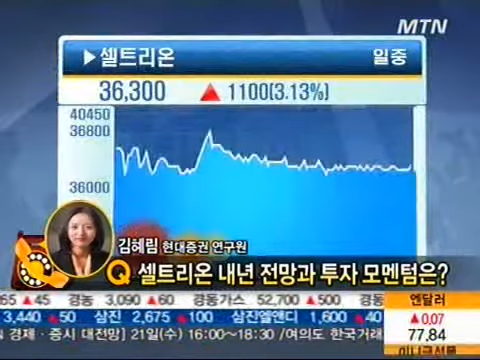 MTN
▶셀트리온 일중
36,300 ▲ 1100(3.13%)
40450
36800
36000
김혜림 현대증권 연구원
Q 셀트리온 내년 전망과 투자 모멘텀은?
65 ▲45 경농 3,090 ▲60 경동가스 52,700 ▲500 경동
3,440 ▲50 삼진 2,675 ▲100 삼진엘앤디 1,600 ▲40
경제·증시 대전망] 21일(수) 16:00~18:30 /여의도 한국거래
엔달러
▲0.07
77.84